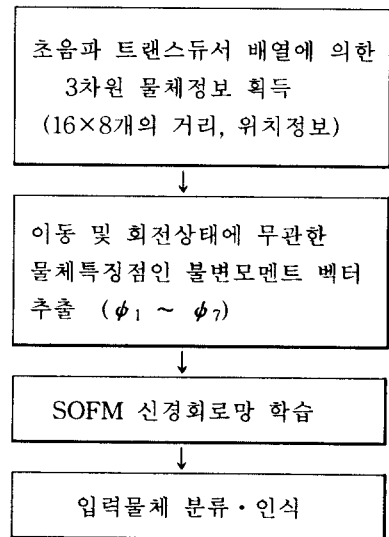 초음파 트랜스듀서 배열에 의한
3차원 물체정보 획득
(16×8개의 거리, 위치정보)
↓
이동 및 회전상태에 무관한
물체특징점인 불변모멘트 벡터
추출 (ϕ₁ ~ ϕ₇)
↓
SOFM 신경회로망 학습
↓
입력물체 분류・인식